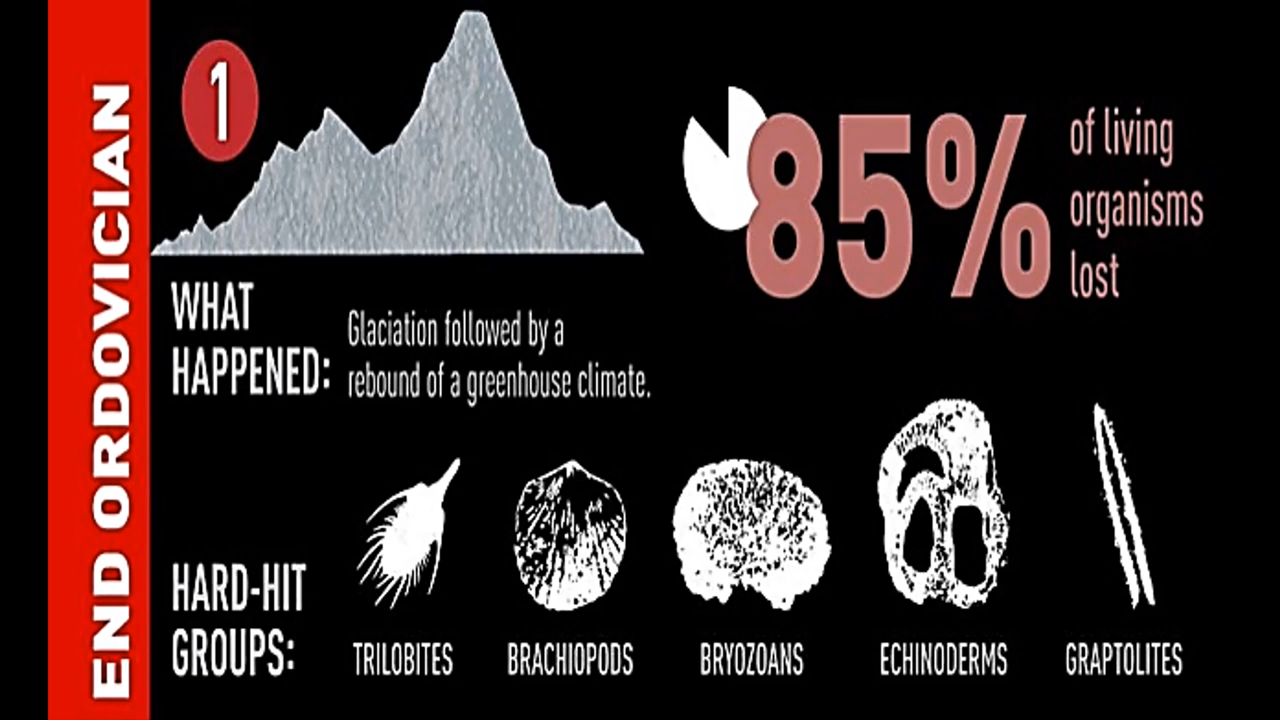 END ORDOVICIAN
1
85%
of living
organisms
lost
WHAT
HAPPENED:
Glaciation followed by a
rebound of a greenhouse climate.
HARD-HIT
GROUPS:
TRILOBITES
BRACHIOPODS
BRYOZOANS
ECHINODERMS
GRAPTOLITES